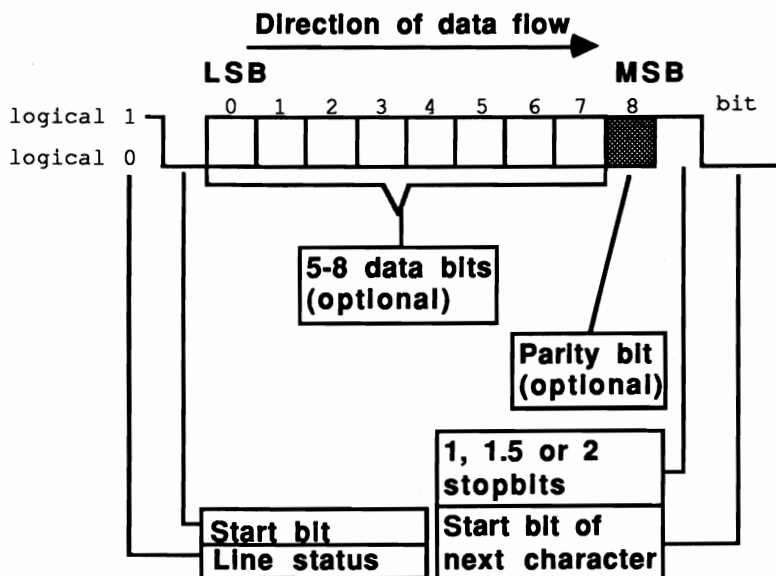 Direction of data flow
LSB MSB
0 1 2 3 4 5 6 7 8 bit
logical 1
logical 0
5-8 data bits
(optional)
Parity bit
(optional)
1, 1.5 or 2
stopbits
Start bit
Line status
Start bit of
next character